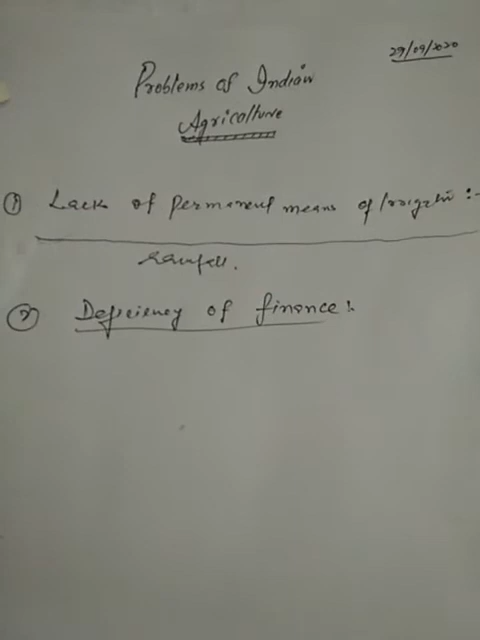 29/09/2020
Problems of Indian
Agriculture
① Lack of permanent means of Irrigation :-
rainfall.
② Deficiency of finance :